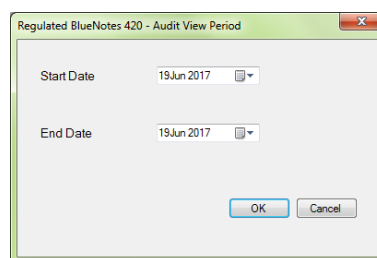 Regulated BlueNotes 420 - Audit View Period
Start Date 19Jun 2017
End Date 19Jun 2017
OK Cancel